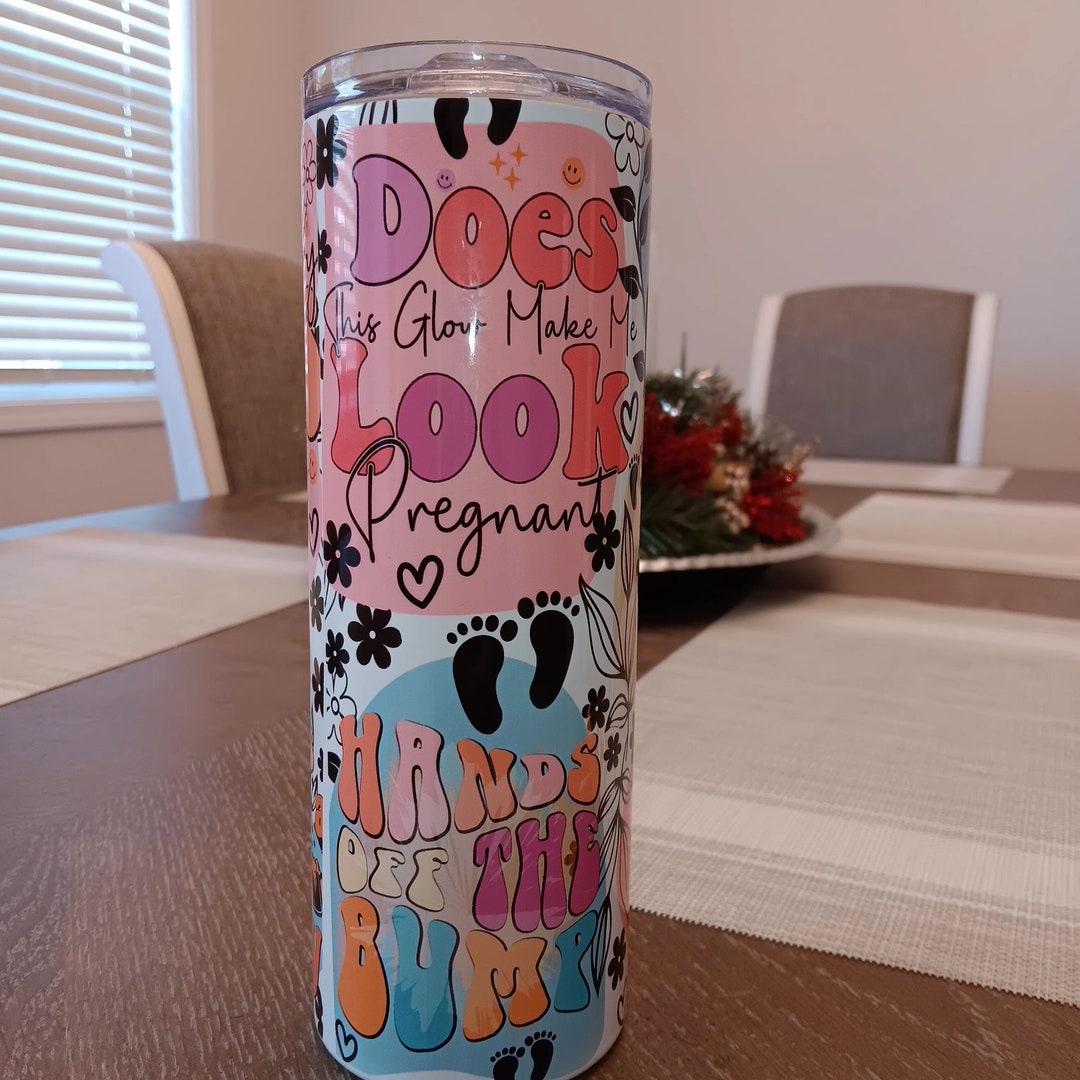 Does
This Glow Make Me
Look
Pregnant
HANDS
OFF THE
BUMP